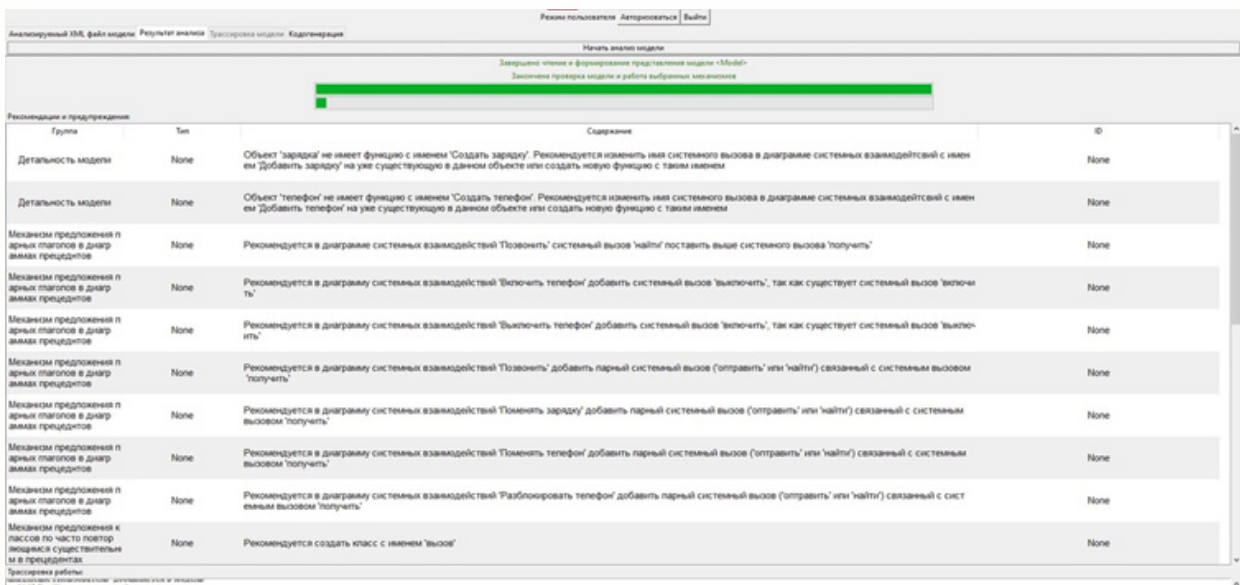 Режим пользователя Авторизоваться Выйти
Анализируемый XML файл модели Результат анализа Трассировка модели Кодогенерация
Начать анализ модели
Завершено чтение и формирование представления модели <Model>
Закончена проверка модели и работа выбранных механизмов
Рекомендации и предупреждения:
Группа Тип Содержание ID
Объект 'зарядка' не имеет функцию с именем 'Создать зарядку'. Рекомендуется изменить имя системного вызова в диаграмме системных взаимодейтсвий с имен
Детальность модели None None
ем 'Добавить зарядку' на уже существующую в данном объекте или создать новую функцию с таким именем
Объект 'телефон' не имеет функцию с именем 'Создать телефон'. Рекомендуется изменить имя системного вызова в диаграмме системных взаимодейтсвий с имен
Детальность модели None None
ем 'Добавить телефон' на уже существующую в данном объекте или создать новую функцию с таким именем
Механизм предложения п
арных глаголов в диагр None Рекомендуется в диаграмме системных взаимодействий 'Позвонить' системный вызов 'найти' поставить выше системного вызова 'получить' None
аммах прецедентов
Механизм предложения п
арных глаголов в диагр None Рекомендуется в диаграмму системных взаимодействий 'Включить телефон' добавить системный вызов 'выключить', так как существует системный вызов 'включи None
аммах прецедентов ть'
Механизм предложения п
арных глаголов в диагр None Рекомендуется в диаграмму системных взаимодействий 'Выключить телефон' добавить системный вызов 'включить', так как существует системный вызов 'выключ None
аммах прецедентов ить'
Механизм предложения п
арных глаголов в диагр None Рекомендуется в диаграмму системных взаимодействий 'Позвонить' добавить парный системный вызов ('отправить' или 'найти') связанный с системным вызовом None
аммах прецедентов 'получить'
Механизм предложения п
арных глаголов в диагр None Рекомендуется в диаграмму системных взаимодействий 'Поменять зарядку' добавить парный системный вызов ('отправить' или 'найти') связанный с системным None
аммах прецедентов вызовом 'получить'
Механизм предложения п
арных глаголов в диагр None Рекомендуется в диаграмму системных взаимодействий 'Поменять телефон' добавить парный системный вызов ('отправить' или 'найти') связанный с системным None
аммах прецедентов вызовом 'получить'
Механизм предложения п
арных глаголов в диагр None Рекомендуется в диаграмму системных взаимодействий 'Разблокировать телефон' добавить парный системный вызов ('отправить' или 'найти') связанный с сист None
аммах прецедентов емным вызовом 'получить'
Механизм предложения к
лассов по часто повтор None Рекомендуется создать класс с именем 'вызов' None
яющимся существительн
м в прецедентах
Трассировка работы: